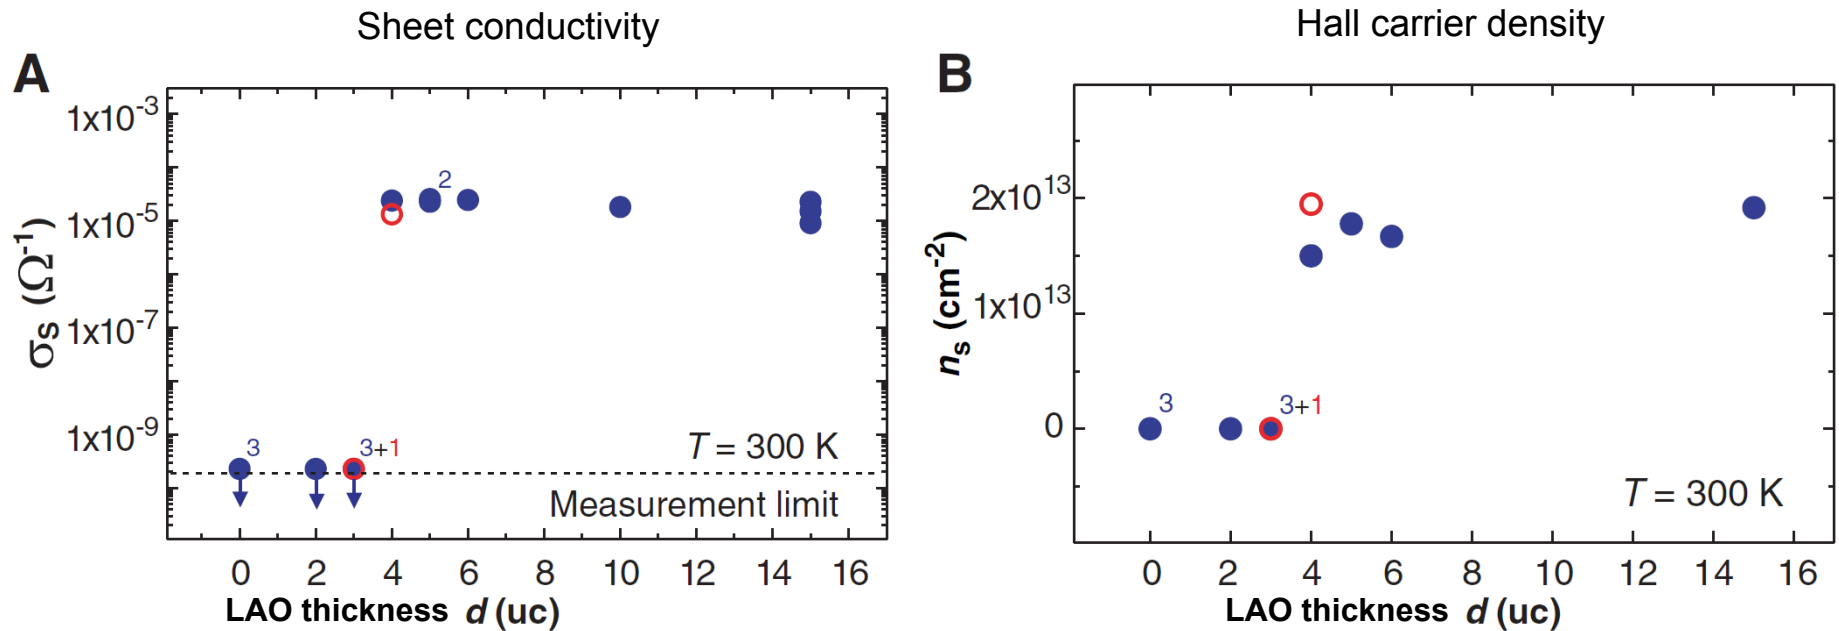 Sheet conductivity
A
1x10⁻³
1x10⁻⁵
1x10⁻⁷
1x10⁻⁹
σs (Ω⁻¹)
2
3
3+1
T = 300 K
Measurement limit
0 2 4 6 8 10 12 14 16
LAO thickness d (uc)
Hall carrier density
B
2x10¹³
1x10¹³
0
ns (cm⁻²)
3
3+1
T = 300 K
0 2 4 6 8 10 12 14 16
LAO thickness d (uc)